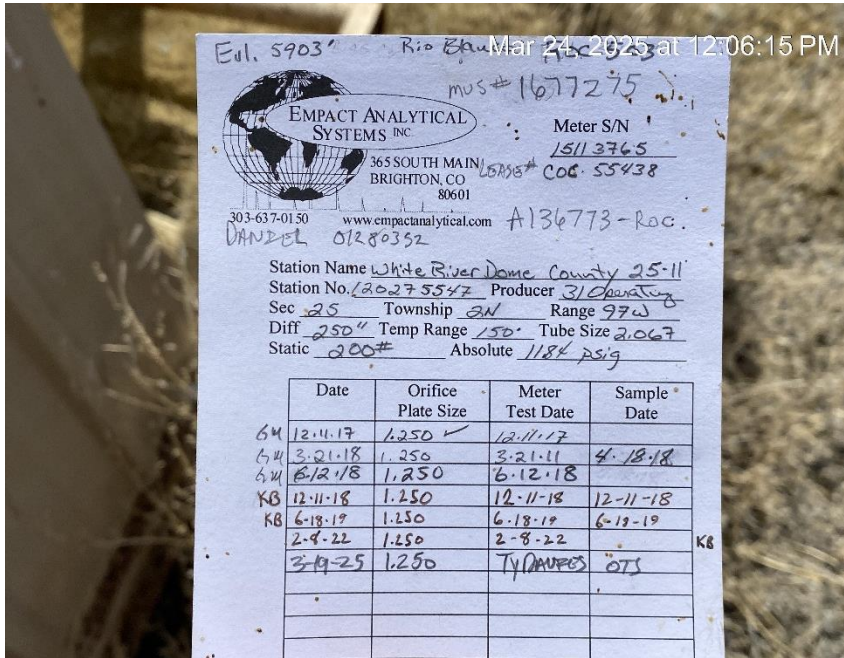 Mar 24, 2025 at 12:06:15 PM
Evl. 5903' Rio Blan
mus# 1677275
EMPACT ANALYTICAL
SYSTEMS INC.
Meter S/N
15113765
365 SOUTH MAIN
BRIGHTON, CO
80601
LEASE# COC. 55438
303-637-0150 www.empactanalytical.com A136773-ROC.
DANIEL 01280352
Station Name White River Dome County 25-11
Station No. 120275547 Producer 31 Operating
Sec 25 Township 2N Range 97W
Diff 250" Temp Range 150° Tube Size 2.067
Static 200# Absolute 1184 psig
Date Orifice Plate Size Meter Test Date Sample Date
GM 12.11.17 1.250 ✓ 12.11.17
GM 3.21.18 1.250 3.21.11 4.18.18
GM 6.12.18 1.250 6.12.18
KB 12-11-18 1.250 12-11-18 12-11-18
KB 6-18-19 1.250 6-18-19 6-19-19
2-8-22 1.250 2-8-22 KB
3-19-25 1.250 Ty OTS